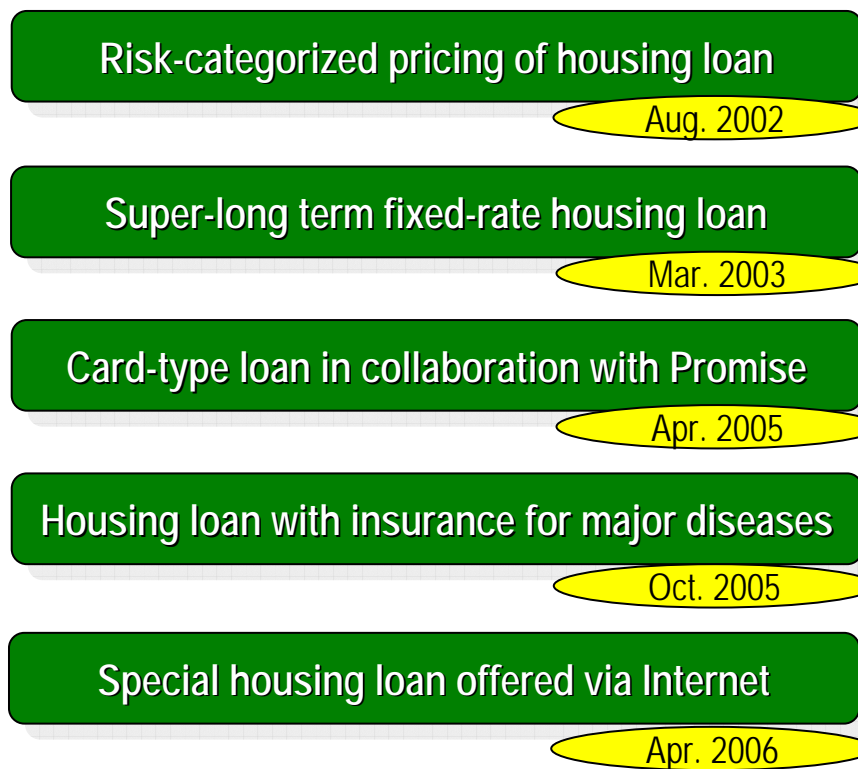 Risk-categorized pricing of housing loan
Aug. 2002
Super-long term fixed-rate housing loan
Mar. 2003
Card-type loan in collaboration with Promise
Apr. 2005
Housing loan with insurance for major diseases
Oct. 2005
Special housing loan offered via Internet
Apr. 2006